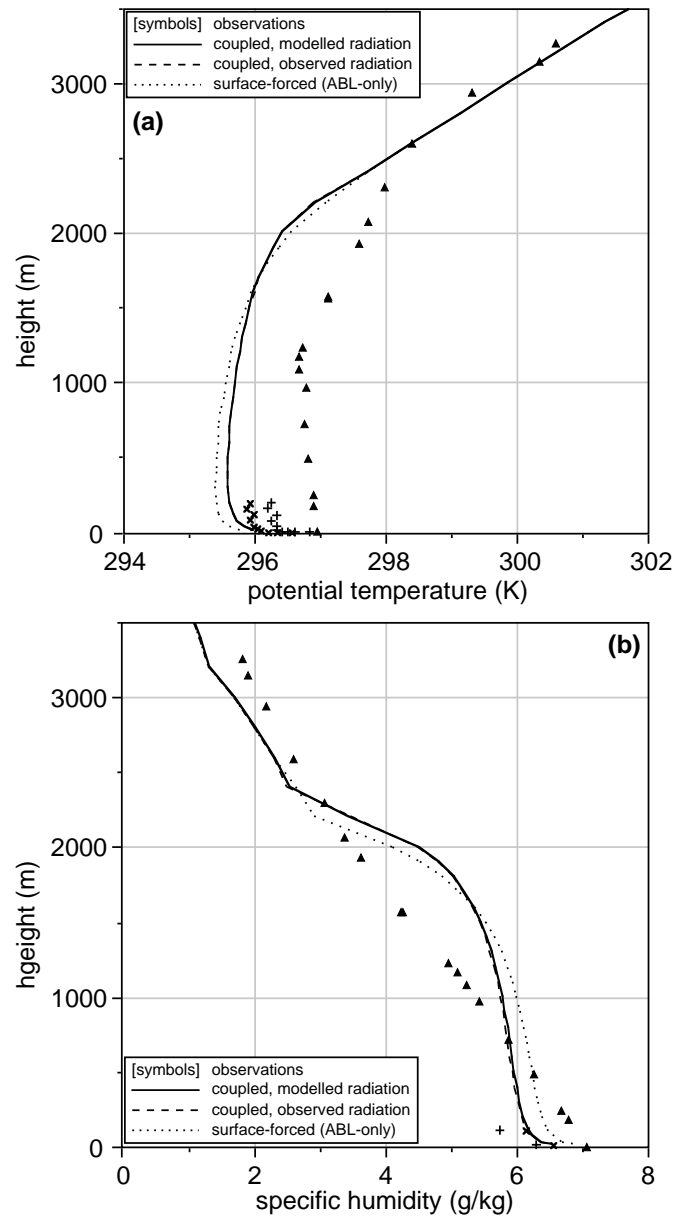 [symbols] observations
coupled, modelled radiation
coupled, observed radiation
surface-forced (ABL-only)
(a)
3000
2000
1000
0
height (m)
294 296 298 300 302
potential temperature (K)
(b)
3000
2000
1000
0
hgeight (m)
[symbols] observations
coupled, modelled radiation
coupled, observed radiation
surface-forced (ABL-only)
0 2 4 6 8
specific humidity (g/kg)